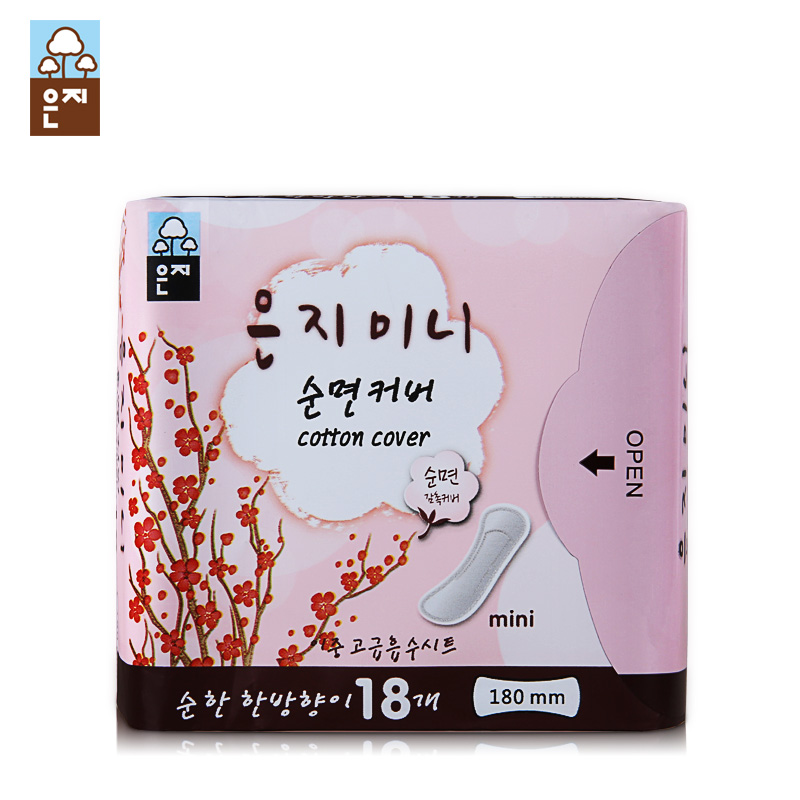 은지
은지
은지미니
순면커버
cotton cover
순면
감촉커버
OPEN
mini
이중 고급흡수시트
순한 한방향이 18개
180 mm